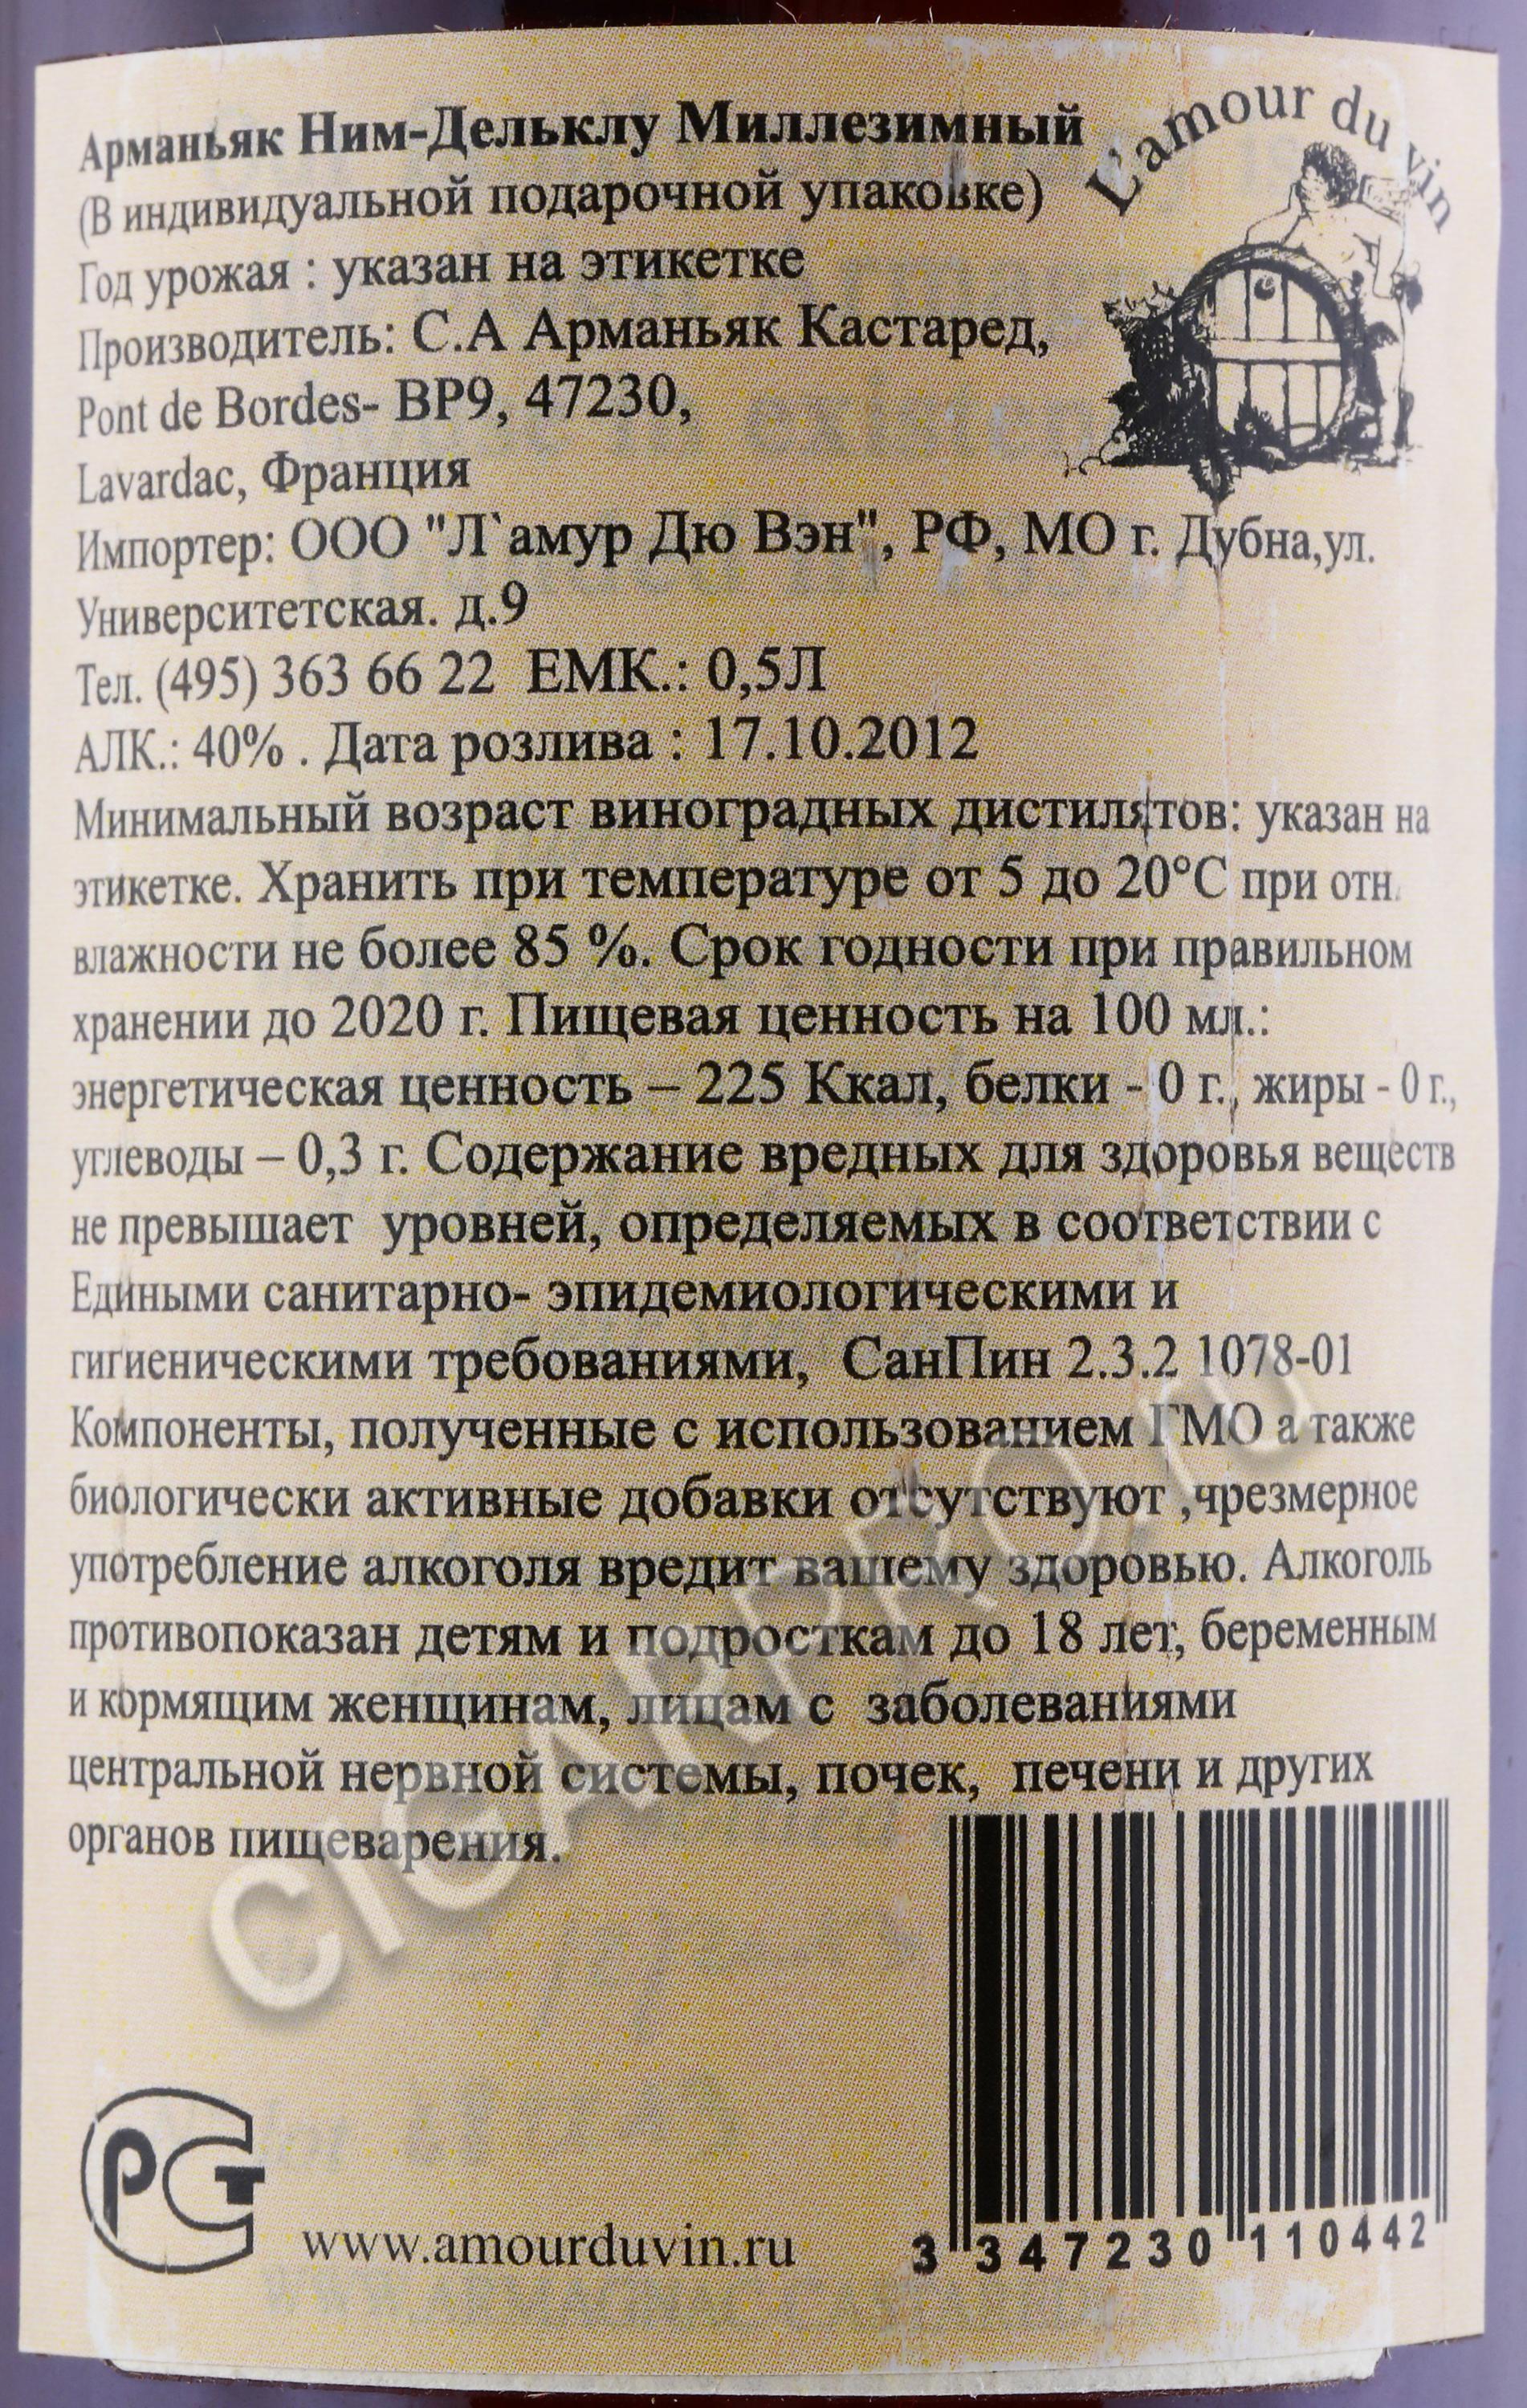 Арманьяк Ним-Дельклу Миллезимный
L'amour du vin
(В индивидуальной подарочной упаковке)
Год урожая : указан на этикетке
Производитель: С.А Арманьяк Кастаред,
Pont de Bordes- BP9, 47230,
Lavardac, Франция
Импортер: ООО "Л`амур Дю Вэн", РФ, МО г. Дубна,ул.
Университетская. д.9
Тел. (495) 363 66 22 ЕМК.: 0,5Л
АЛК.: 40% . Дата розлива : 17.10.2012
Минимальный возраст виноградных дистилятов: указан на
этикетке. Хранить при температуре от 5 до 20°С при отн.
влажности не более 85 %. Срок годности при правильном
хранении до 2020 г. Пищевая ценность на 100 мл.:
энергетическая ценность – 225 Ккал, белки - 0 г., жиры - 0 г.,
углеводы – 0,3 г. Содержание вредных для здоровья веществ
не превышает уровней, определяемых в соответствии с
Едиными санитарно- эпидемиологическими и
гигиеническими требованиями, СанПин 2.3.2 1078-01
Компоненты, полученные с использованием ГМО а также
биологически активные добавки отсутствуют ,чрезмерное
употребление алкоголя вредит вашему здоровью. Алкоголь
противопоказан детям и подросткам до 18 лет, беременным
и кормящим женщинам, лицам с заболеваниями
центральной нервной системы, почек, печени и других
органов пищеварения.
CIGARPRO.RU
РСТ
www.amourduvin.ru
3 347230 110442